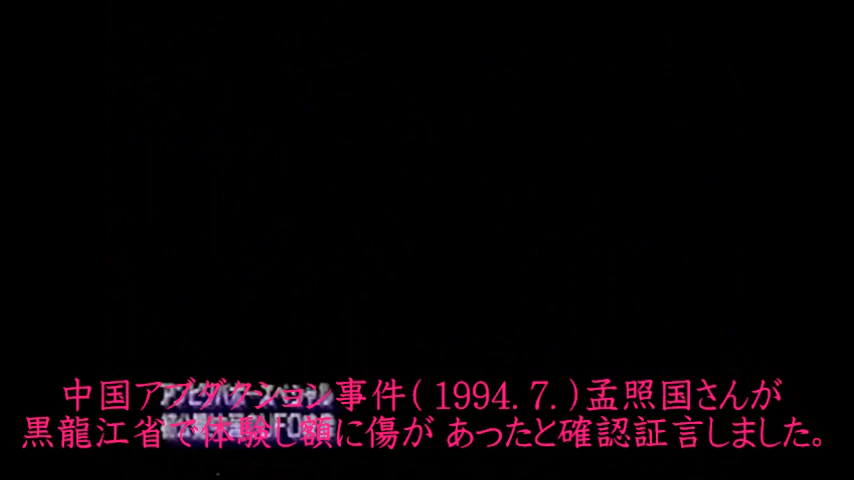 中国アブダクション事件(1994.7.)孟照国さんが
黒龍江省で体験し額に傷が あったと確認証言しました。